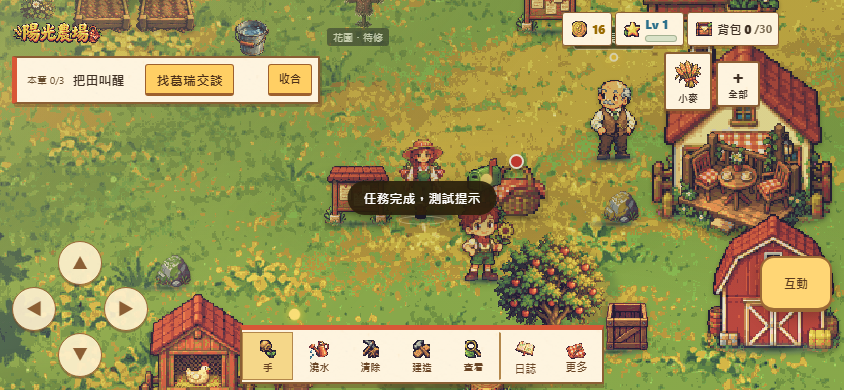 陽光農場
花圃·待修
16
Lv 1
背包 0/30
本章 0/3 把田叫醒 找葛瑞交談 收合
小麥
+
全部
任務完成，測試提示
互動
手
澆水
清除
建造
查看
日誌
更多